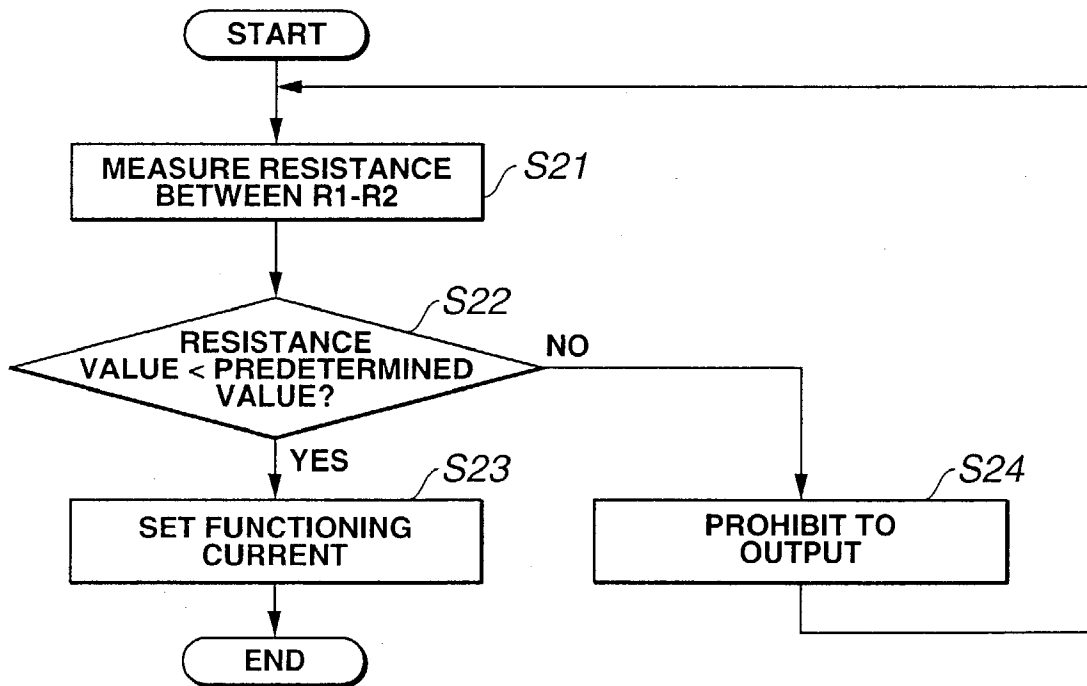 START
MEASURE RESISTANCE
BETWEEN R1-R2
S21
RESISTANCE
VALUE < PREDETERMINED
VALUE?
S22
NO
YES
SET FUNCTIONING
CURRENT
S23
PROHIBIT TO
OUTPUT
S24
END